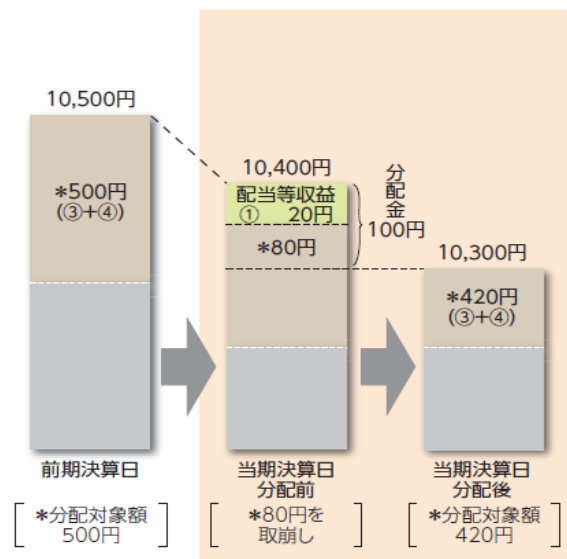 10,500円
*500円
(③+④)
前期決算日
*分配対象額
500円
10,400円
配当等収益
① 20円
*80円
分配金
100円
当期決算日
分配前
*80円を
取崩し
10,300円
*420円
(③+④)
当期決算日
分配後
*分配対象額
420円